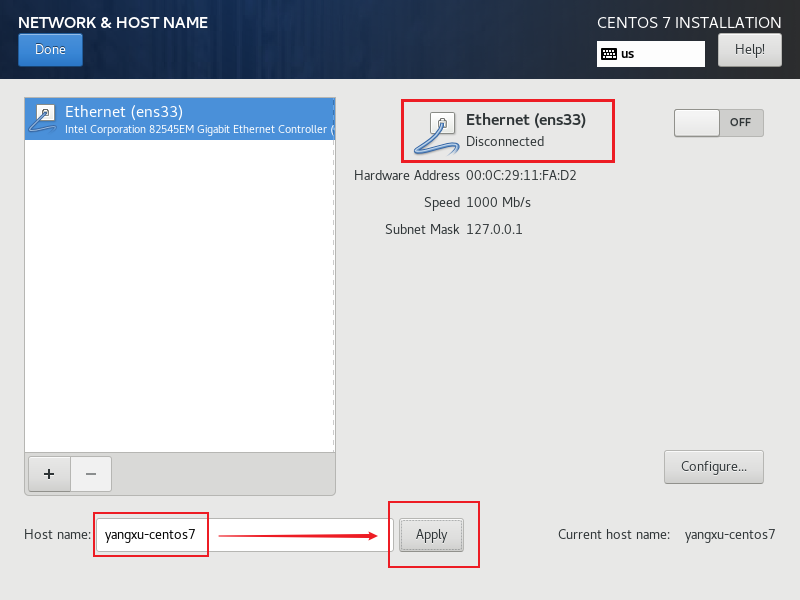 NETWORK & HOST NAME
CENTOS 7 INSTALLATION
Done
us
Help!
Ethernet (ens33)
Intel Corporation 82545EM Gigabit Ethernet Controller (
Ethernet (ens33)
Disconnected
OFF
Hardware Address 00:0C:29:11:FA:D2
Speed 1000 Mb/s
Subnet Mask 127.0.0.1
+ −
Configure...
Host name: yangxu-centos7 Apply Current host name: yangxu-centos7